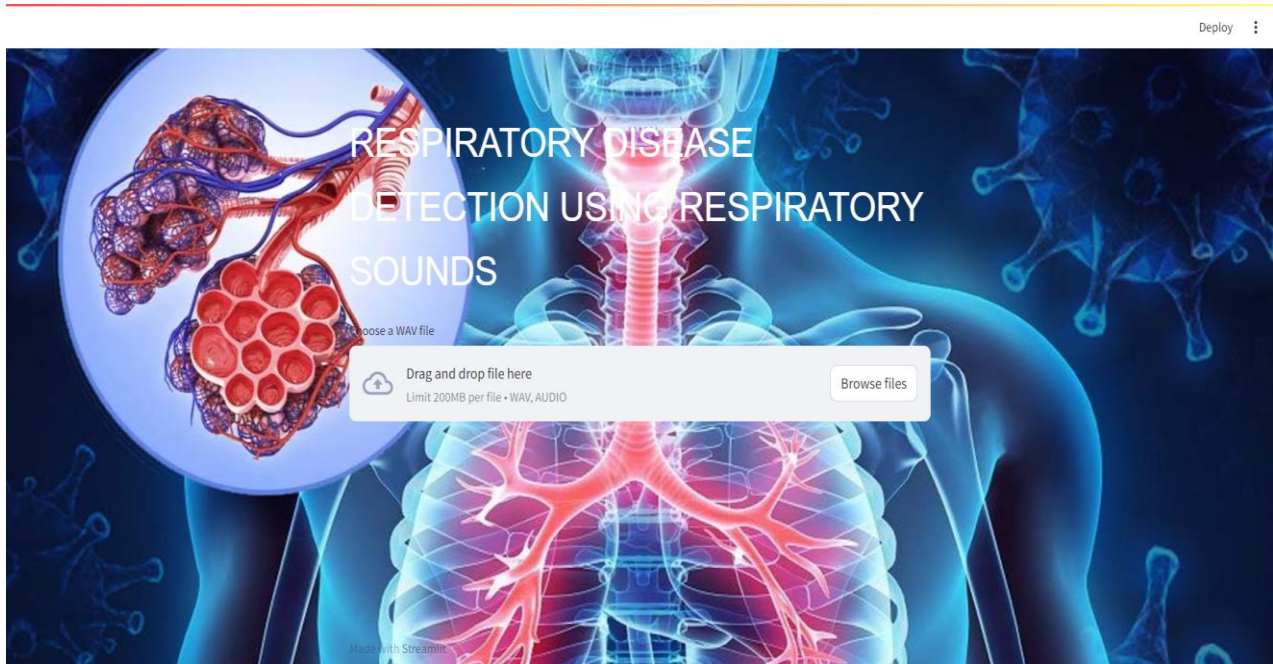 Deploy
RESPIRATORY DISEASE
DETECTION USING RESPIRATORY
SOUNDS
Choose a WAV file
Drag and drop file here
Limit 200MB per file • WAV, AUDIO
Browse files
Made with Streamlit